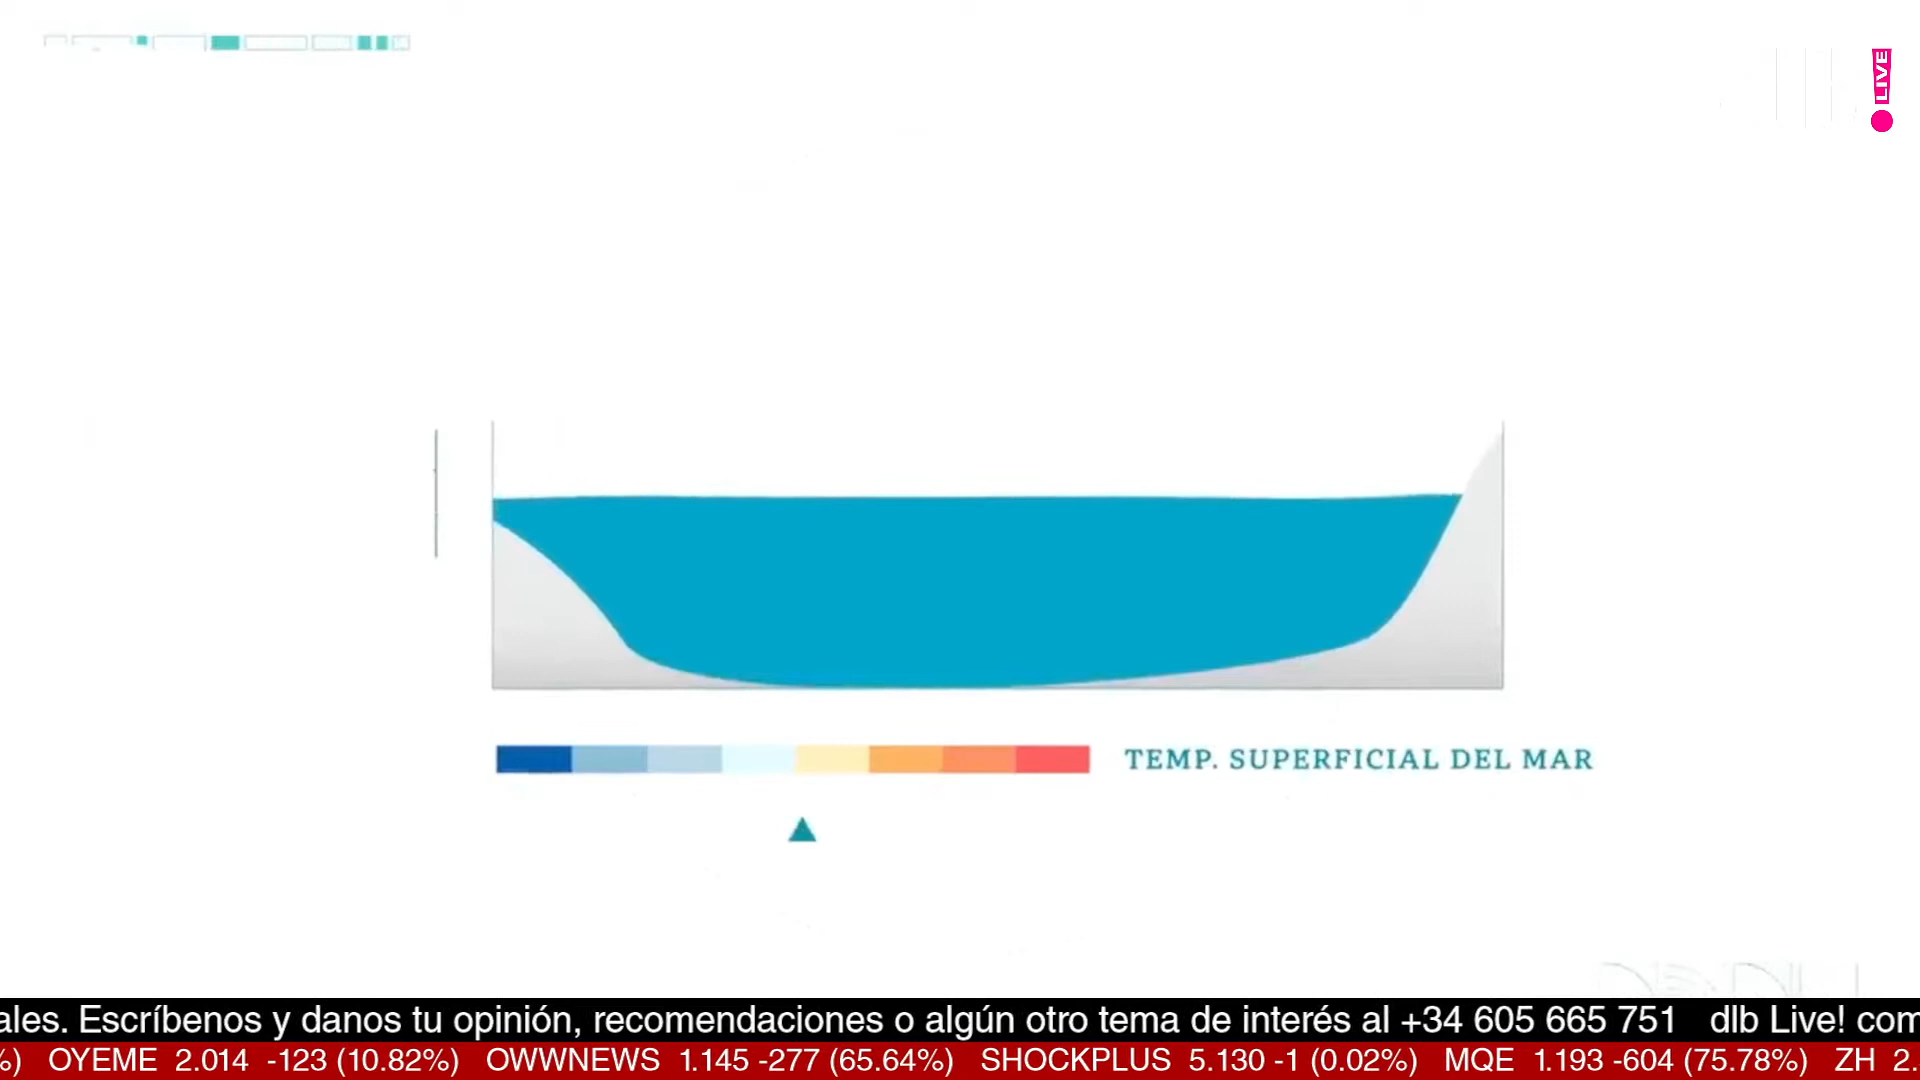 LIVE
TEMP. SUPERFICIAL DEL MAR
ales. Escríbenos y danos tu opinión, recomendaciones o algún otro tema de interés al +34 605 665 751 dlb Live! com
%) OYEME 2.014 -123 (10.82%) OWWNEWS 1.145 -277 (65.64%) SHOCKPLUS 5.130 -1 (0.02%) MQE 1.193 -604 (75.78%) ZH 2.